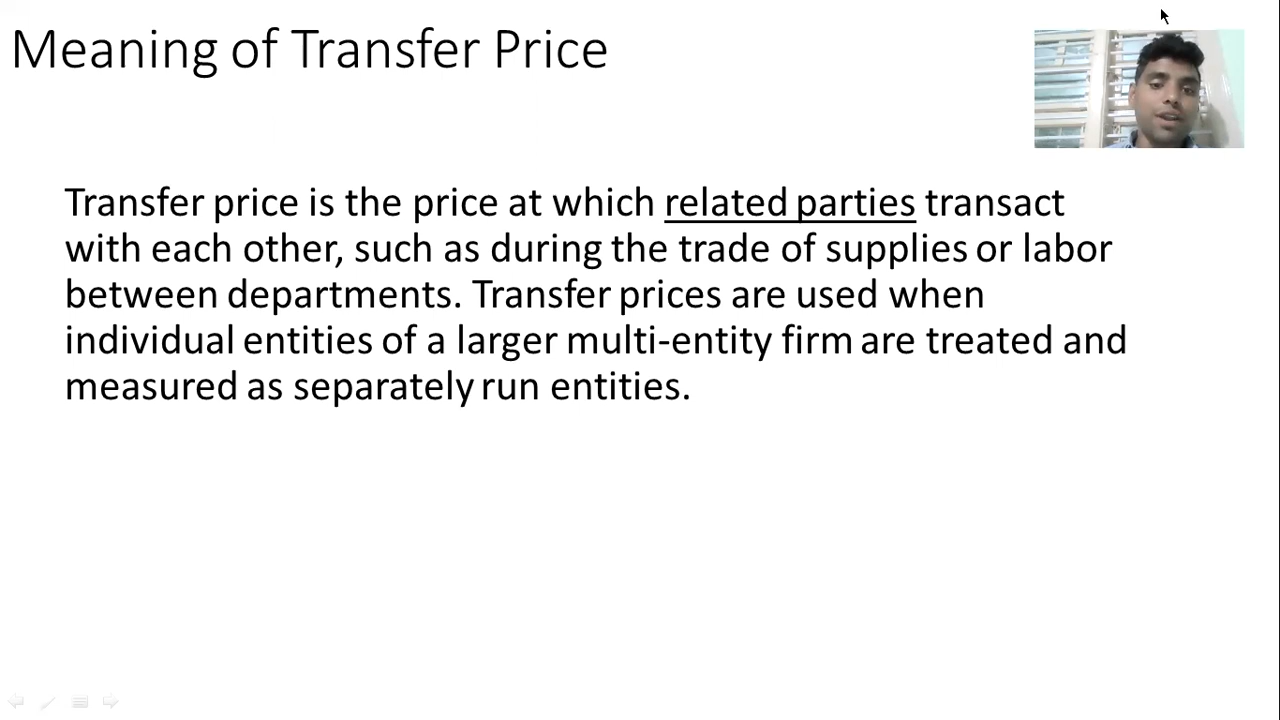 Meaning of Transfer Price
Transfer price is the price at which related parties transact
with each other, such as during the trade of supplies or labor
between departments. Transfer prices are used when
individual entities of a larger multi-entity firm are treated and
measured as separately run entities.